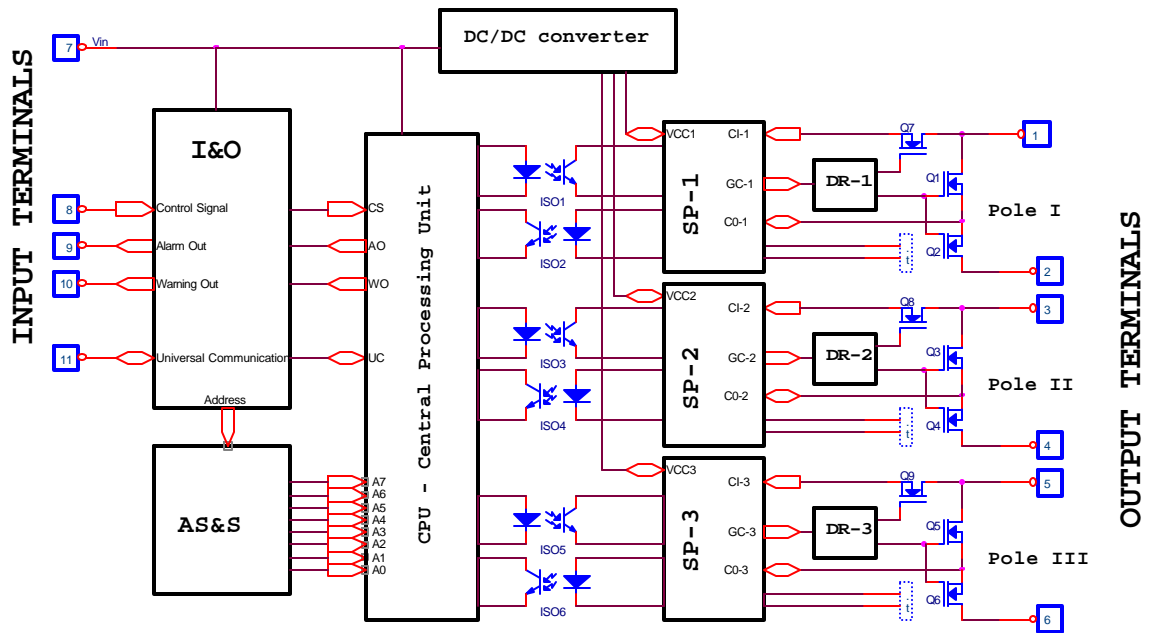 DC/DC converter
7
Vin
INPUT TERMINALS
I&O
8
Control Signal
9
Alarm Out
10
Warning Out
11
Universal Communication
Address
AS&S
CPU - Central Processing Unit
CS
AO
WO
UC
A7
A6
A5
A4
A3
A2
A1
A0
ISO1
ISO2
ISO3
ISO4
ISO5
ISO6
SP-1
VCC1
CI-1
GC-1
C0-1
DR-1
Q7
Q1
Q2
t
Pole I
1
2
SP-2
VCC2
CI-2
GC-2
C0-2
DR-2
Q8
Q3
Q4
t
Pole II
3
4
SP-3
VCC3
CI-3
GC-3
C0-3
DR-3
Q9
Q5
Q6
t
Pole III
5
6
OUTPUT TERMINALS